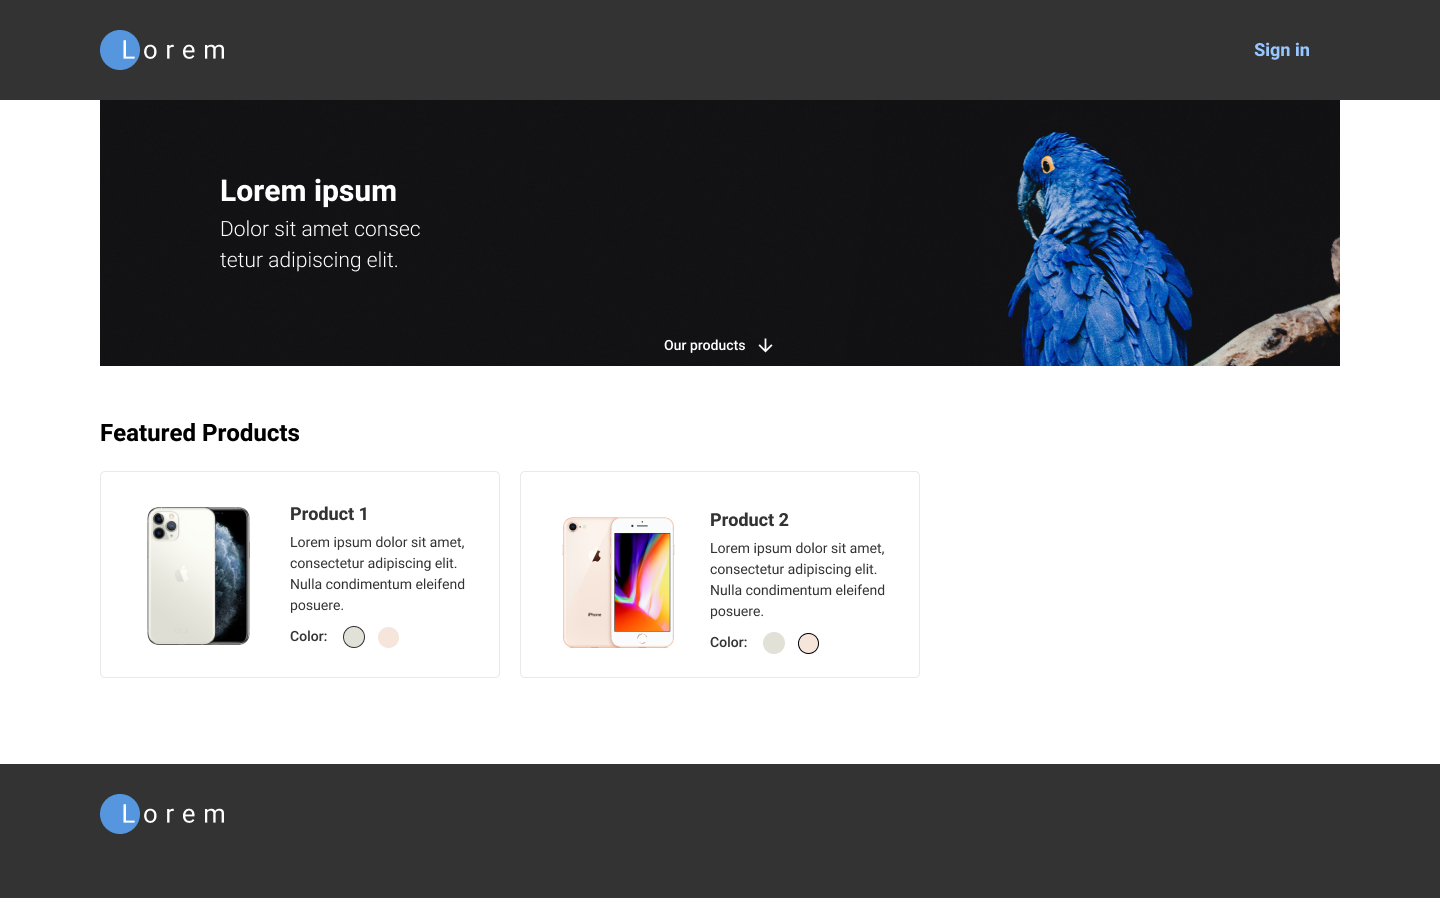 Lorem
Sign in
Lorem ipsum
Dolor sit amet consec
tetur adipiscing elit.
Our products
Featured Products
Product 1
Lorem ipsum dolor sit amet,
consectetur adipiscing elit.
Nulla condimentum eleifend
posuere.
Color:
iPhone
Product 2
Lorem ipsum dolor sit amet,
consectetur adipiscing elit.
Nulla condimentum eleifend
posuere.
Color:
Lorem